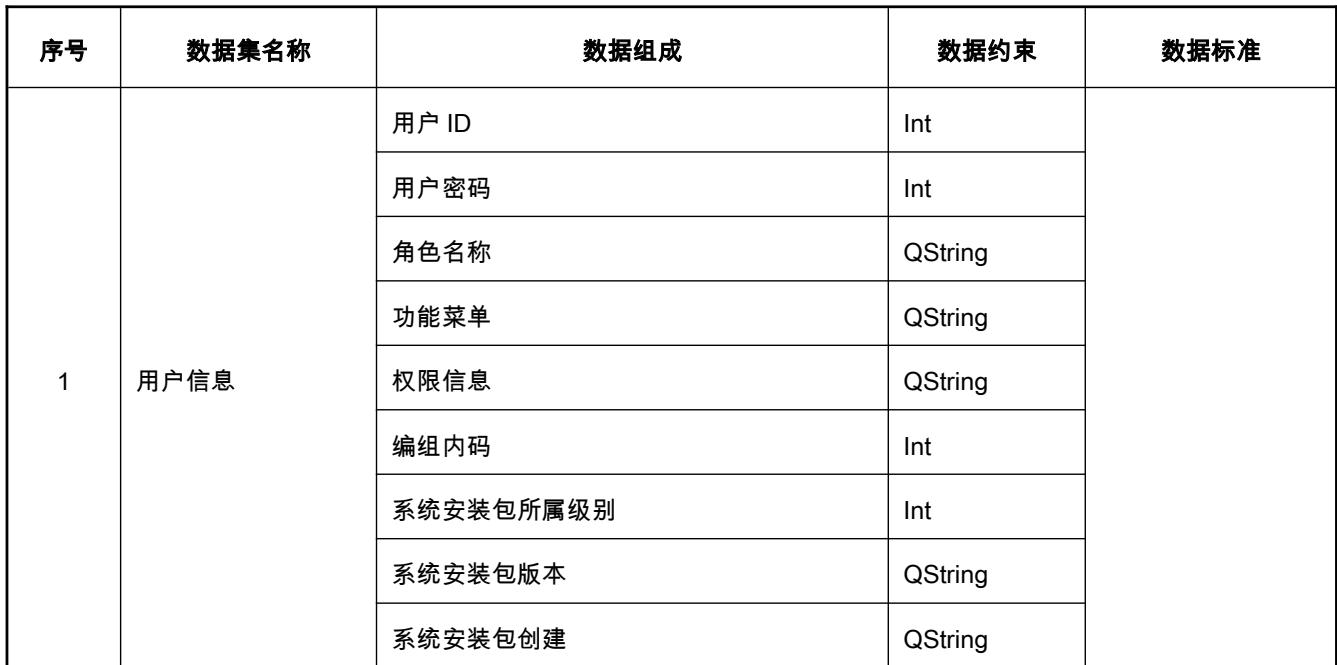 序号 数据集名称 数据组成 数据约束 数据标准
用户 ID Int
用户密码 Int
角色名称 QString
功能菜单 QString
1 用户信息 权限信息 QString
编组内码 Int
系统安装包所属级别 Int
系统安装包版本 QString
系统安装包创建 QString